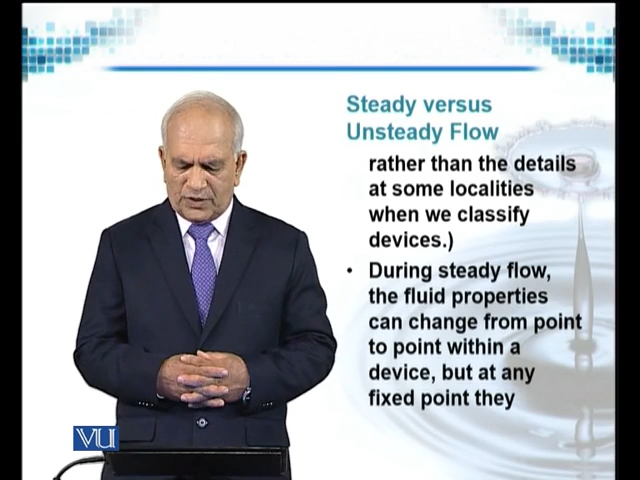 Steady versus
Unsteady Flow
rather than the details
at some localities
when we classify
devices.)
• During steady flow,
the fluid properties
can change from point
to point within a
device, but at any
fixed point they
VU